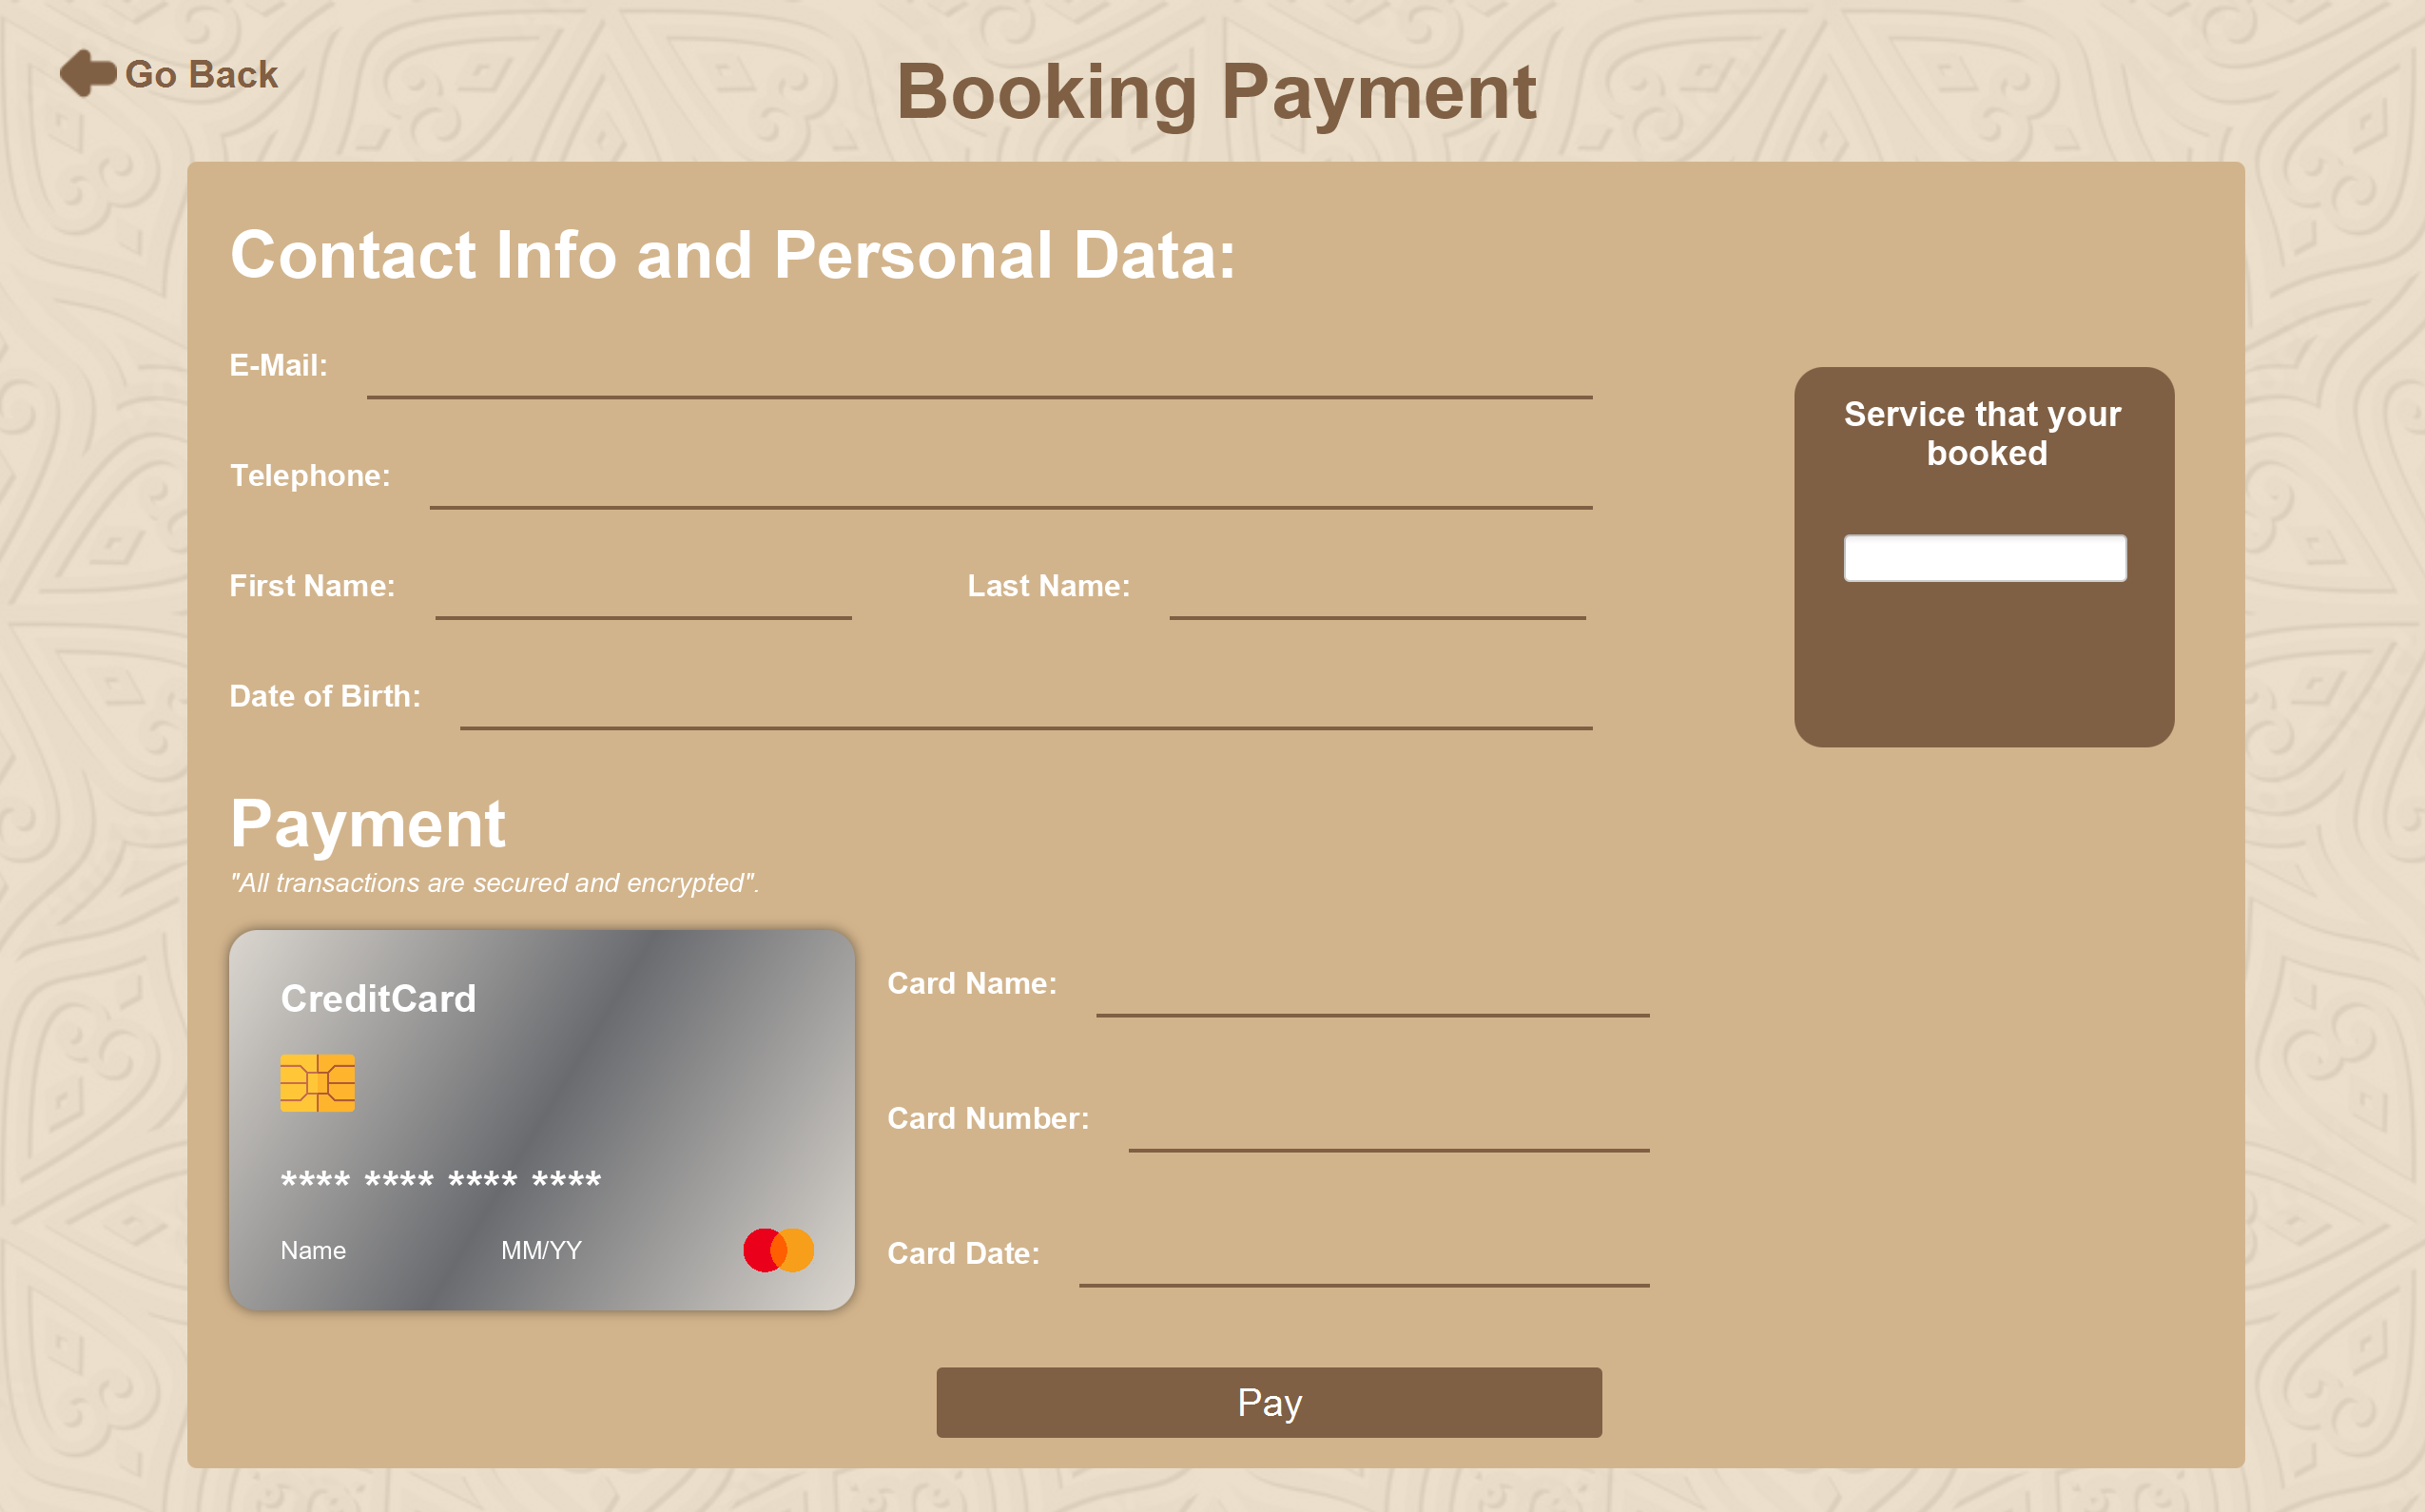 Go Back
Booking Payment
Contact Info and Personal Data:
E-Mail:
Telephone:
First Name:
Last Name:
Date of Birth:
Service that your
booked
Payment
"All transactions are secured and encrypted".
CreditCard
**** **** **** ****
Name
MM/YY
Card Name:
Card Number:
Card Date:
Pay